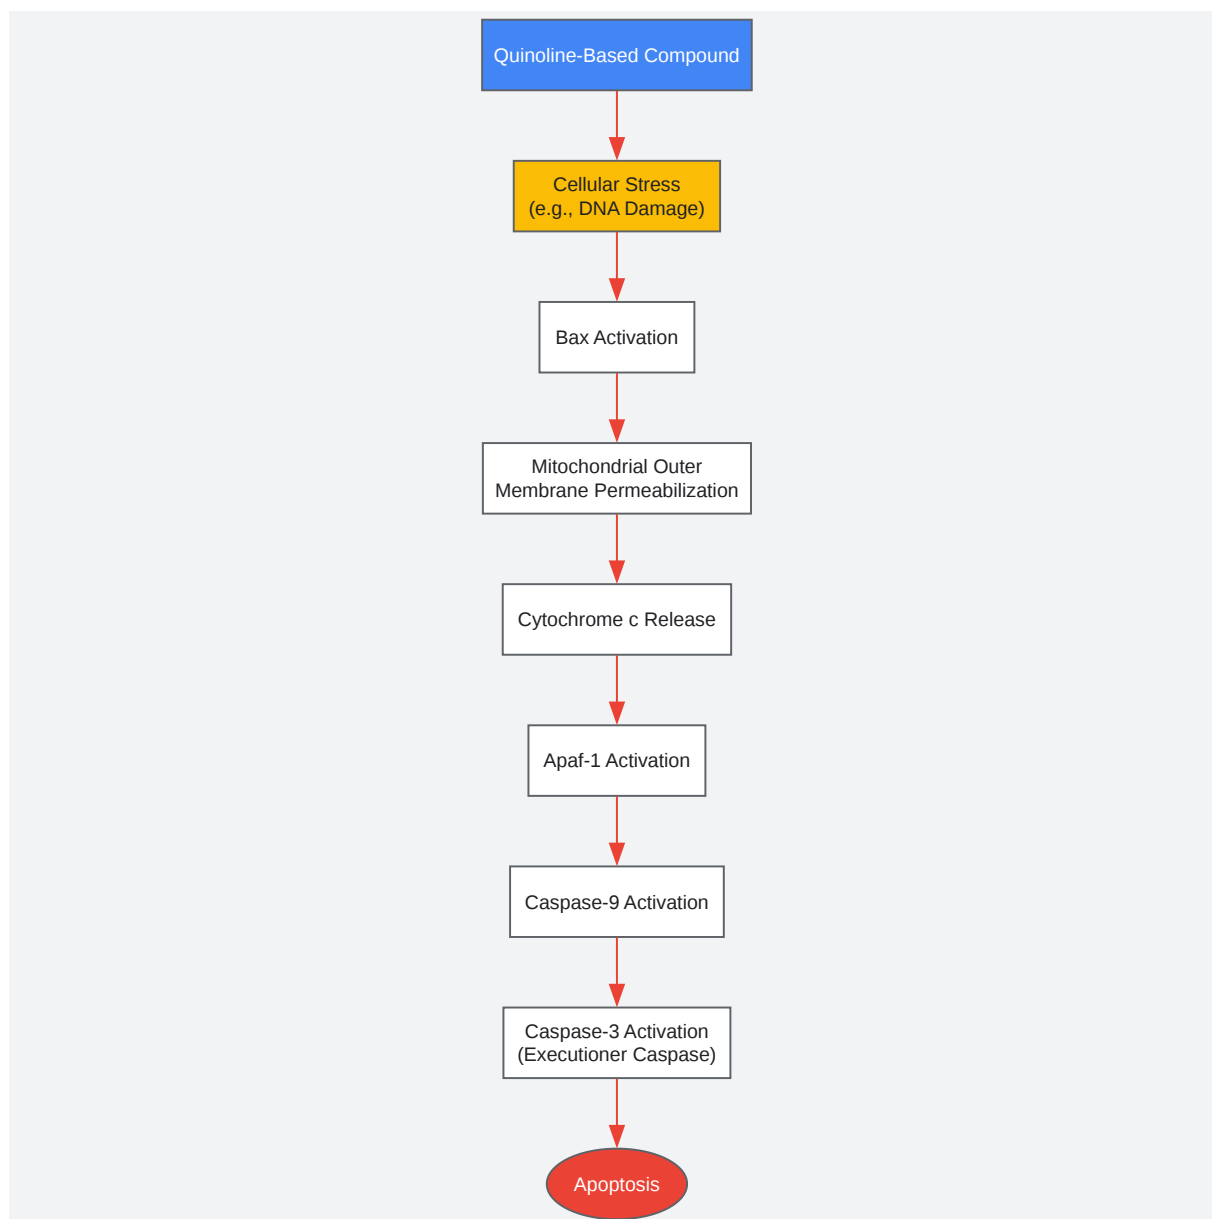 Quinoline-Based Compound
Cellular Stress
(e.g., DNA Damage)
Bax Activation
Mitochondrial Outer
Membrane Permeabilization
Cytochrome c Release
Apaf-1 Activation
Caspase-9 Activation
Caspase-3 Activation
(Executioner Caspase)
Apoptosis